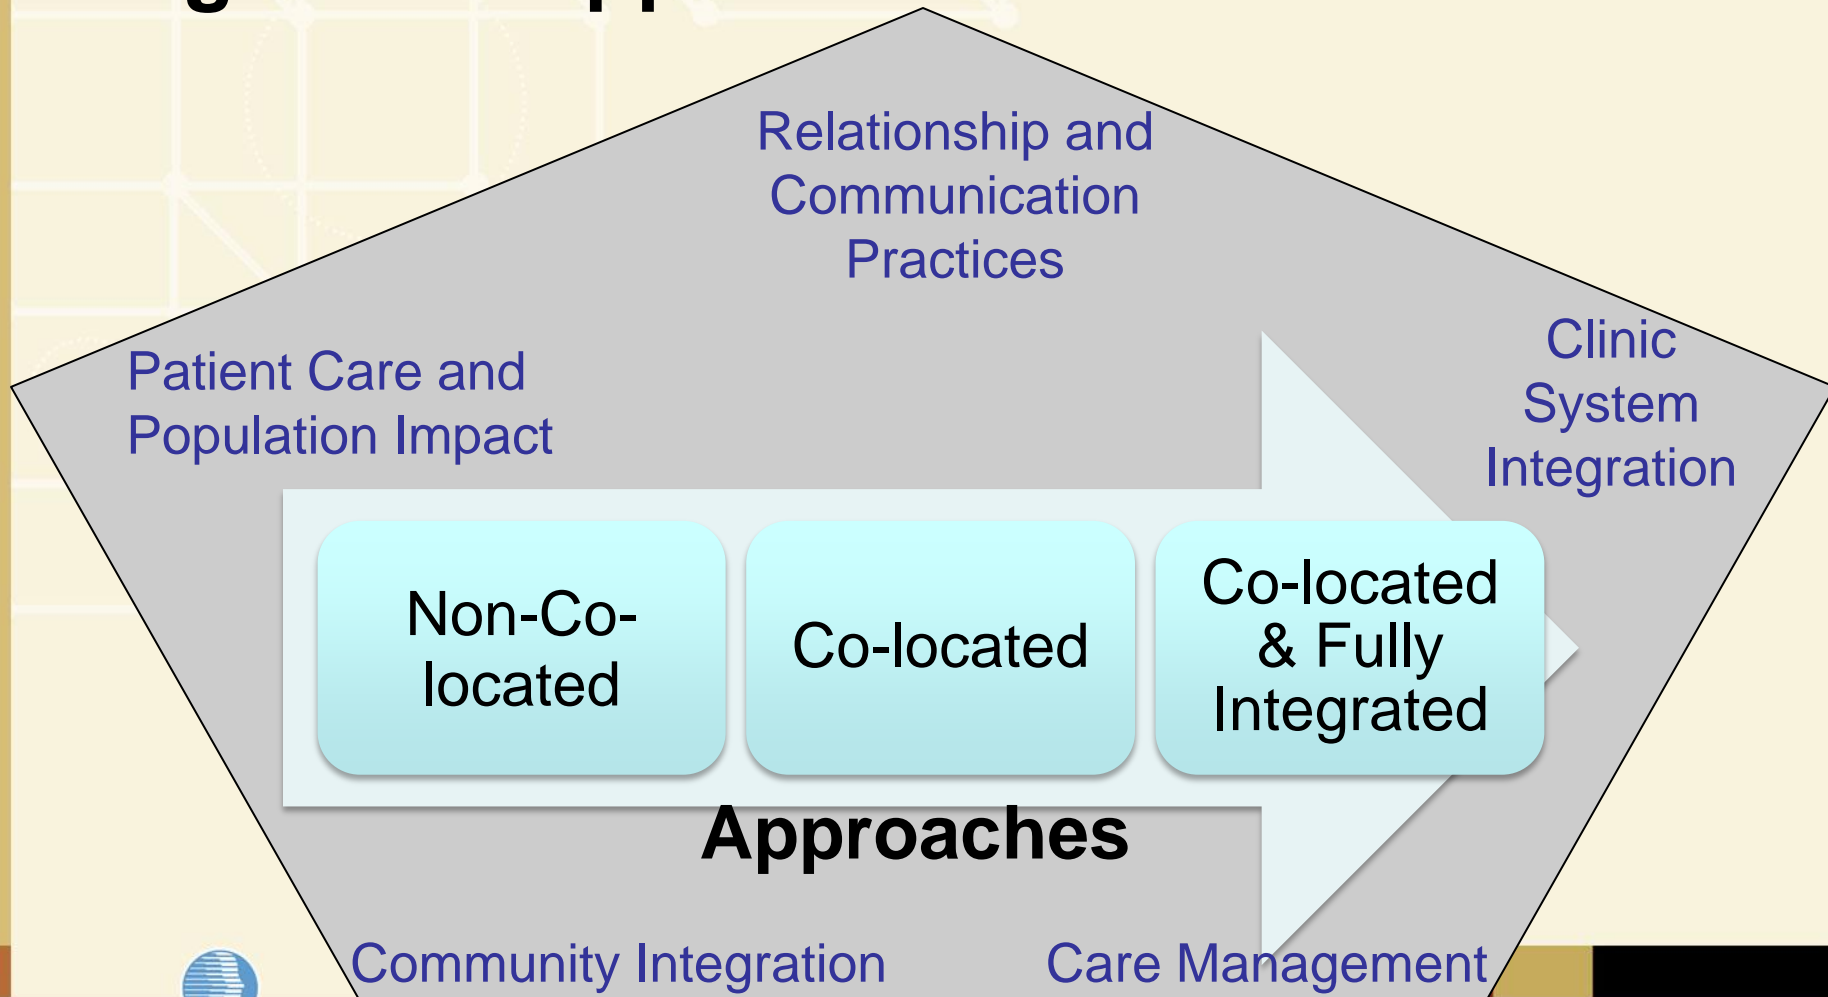 Relationship and
Communication
Practices
Patient Care and
Population Impact
Clinic
System
Integration
Non-Co-
located
Co-located
Co-located
& Fully
Integrated
Approaches
Community Integration
Care Management